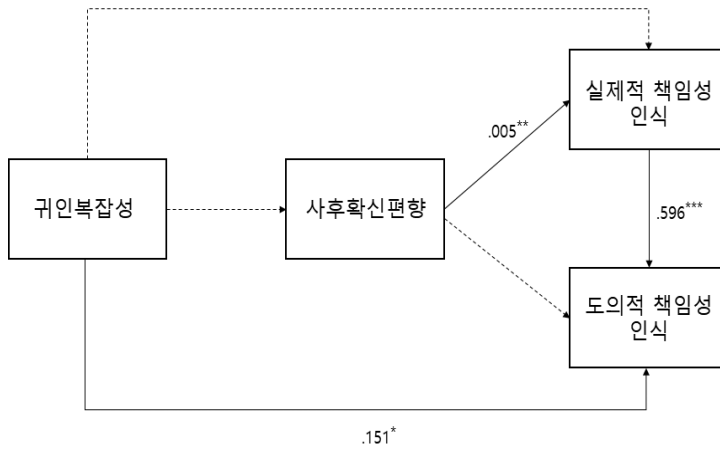 실제적 책임성
인식
.005**
귀인복잡성
사후확신편향
.596***
도의적 책임성
인식
.151*